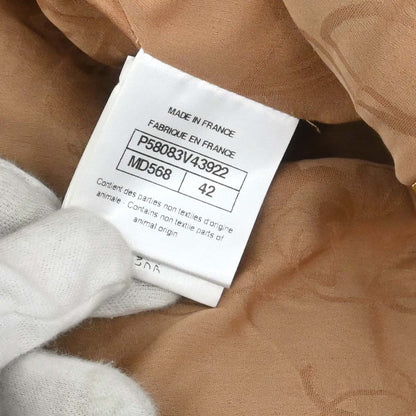 MADE IN FRANCE
FABRIQUE EN FRANCE
P58083V43922
MD568 42
Contient des parties non textiles d'origine
animale : Contains non textile parts of
animal origin